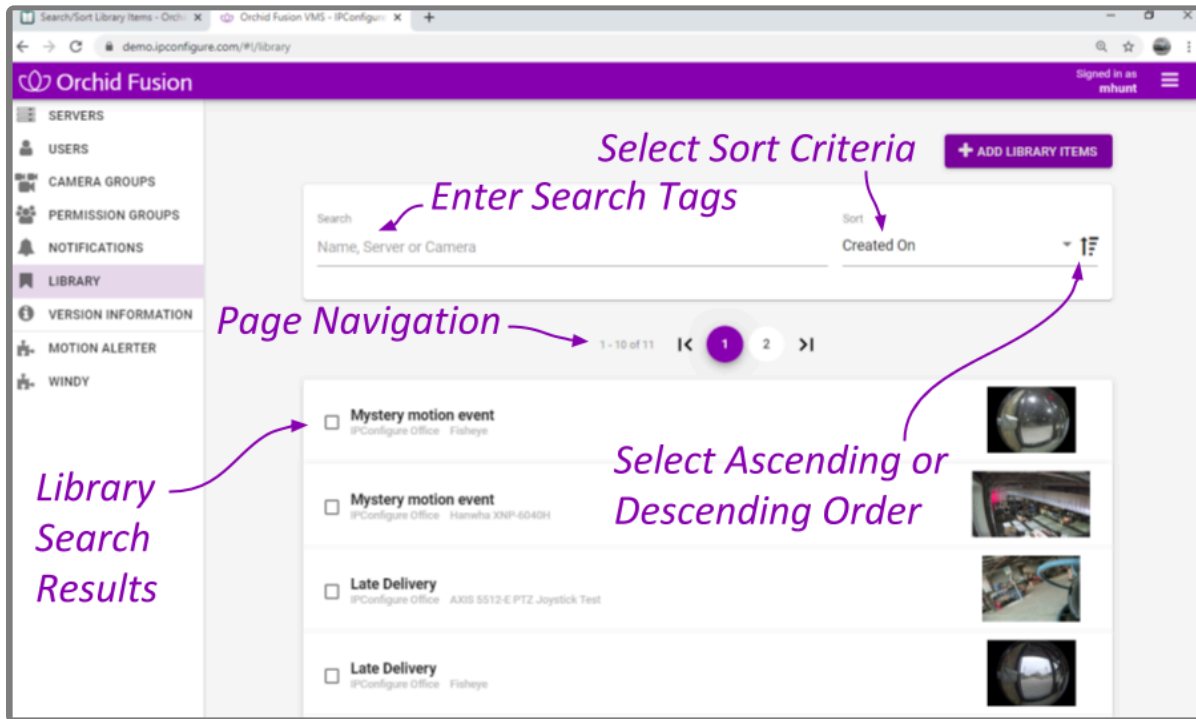 Search/Sort Library Items - Orchi
Orchid Fusion VMS - IPConfigure
demo.ipconfigure.com/#!/library
Orchid Fusion
Signed in as
mhunt
SERVERS
USERS
CAMERA GROUPS
PERMISSION GROUPS
NOTIFICATIONS
LIBRARY
VERSION INFORMATION
MOTION ALERTER
WINDY
Select Sort Criteria
+ ADD LIBRARY ITEMS
Enter Search Tags
Search
Name, Server or Camera
Sort
Created On
Page Navigation
1 - 10 of 11
1
2
Mystery motion event
IPConfigure Office Fisheye
Select Ascending or
Descending Order
Library
Search
Results
Mystery motion event
IPConfigure Office Hanwha XNP-6040H
Late Delivery
IPConfigure Office AXIS 5512-E PTZ Joystick Test
Late Delivery
IPConfigure Office Fisheye